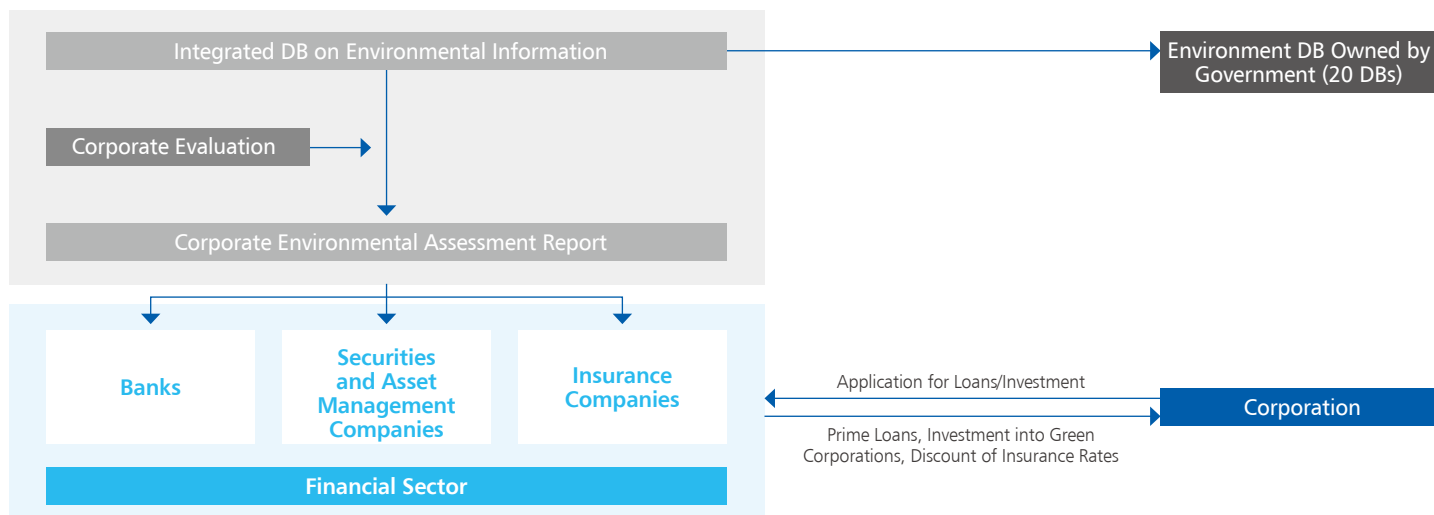 Integrated DB on Environmental Information
Environment DB Owned by
Government (20 DBs)
Corporate Evaluation
Corporate Environmental Assessment Report
Banks
Securities
and Asset
Management
Companies
Insurance
Companies
Application for Loans/Investment
Corporation
Prime Loans, Investment into Green
Corporations, Discount of Insurance Rates
Financial Sector